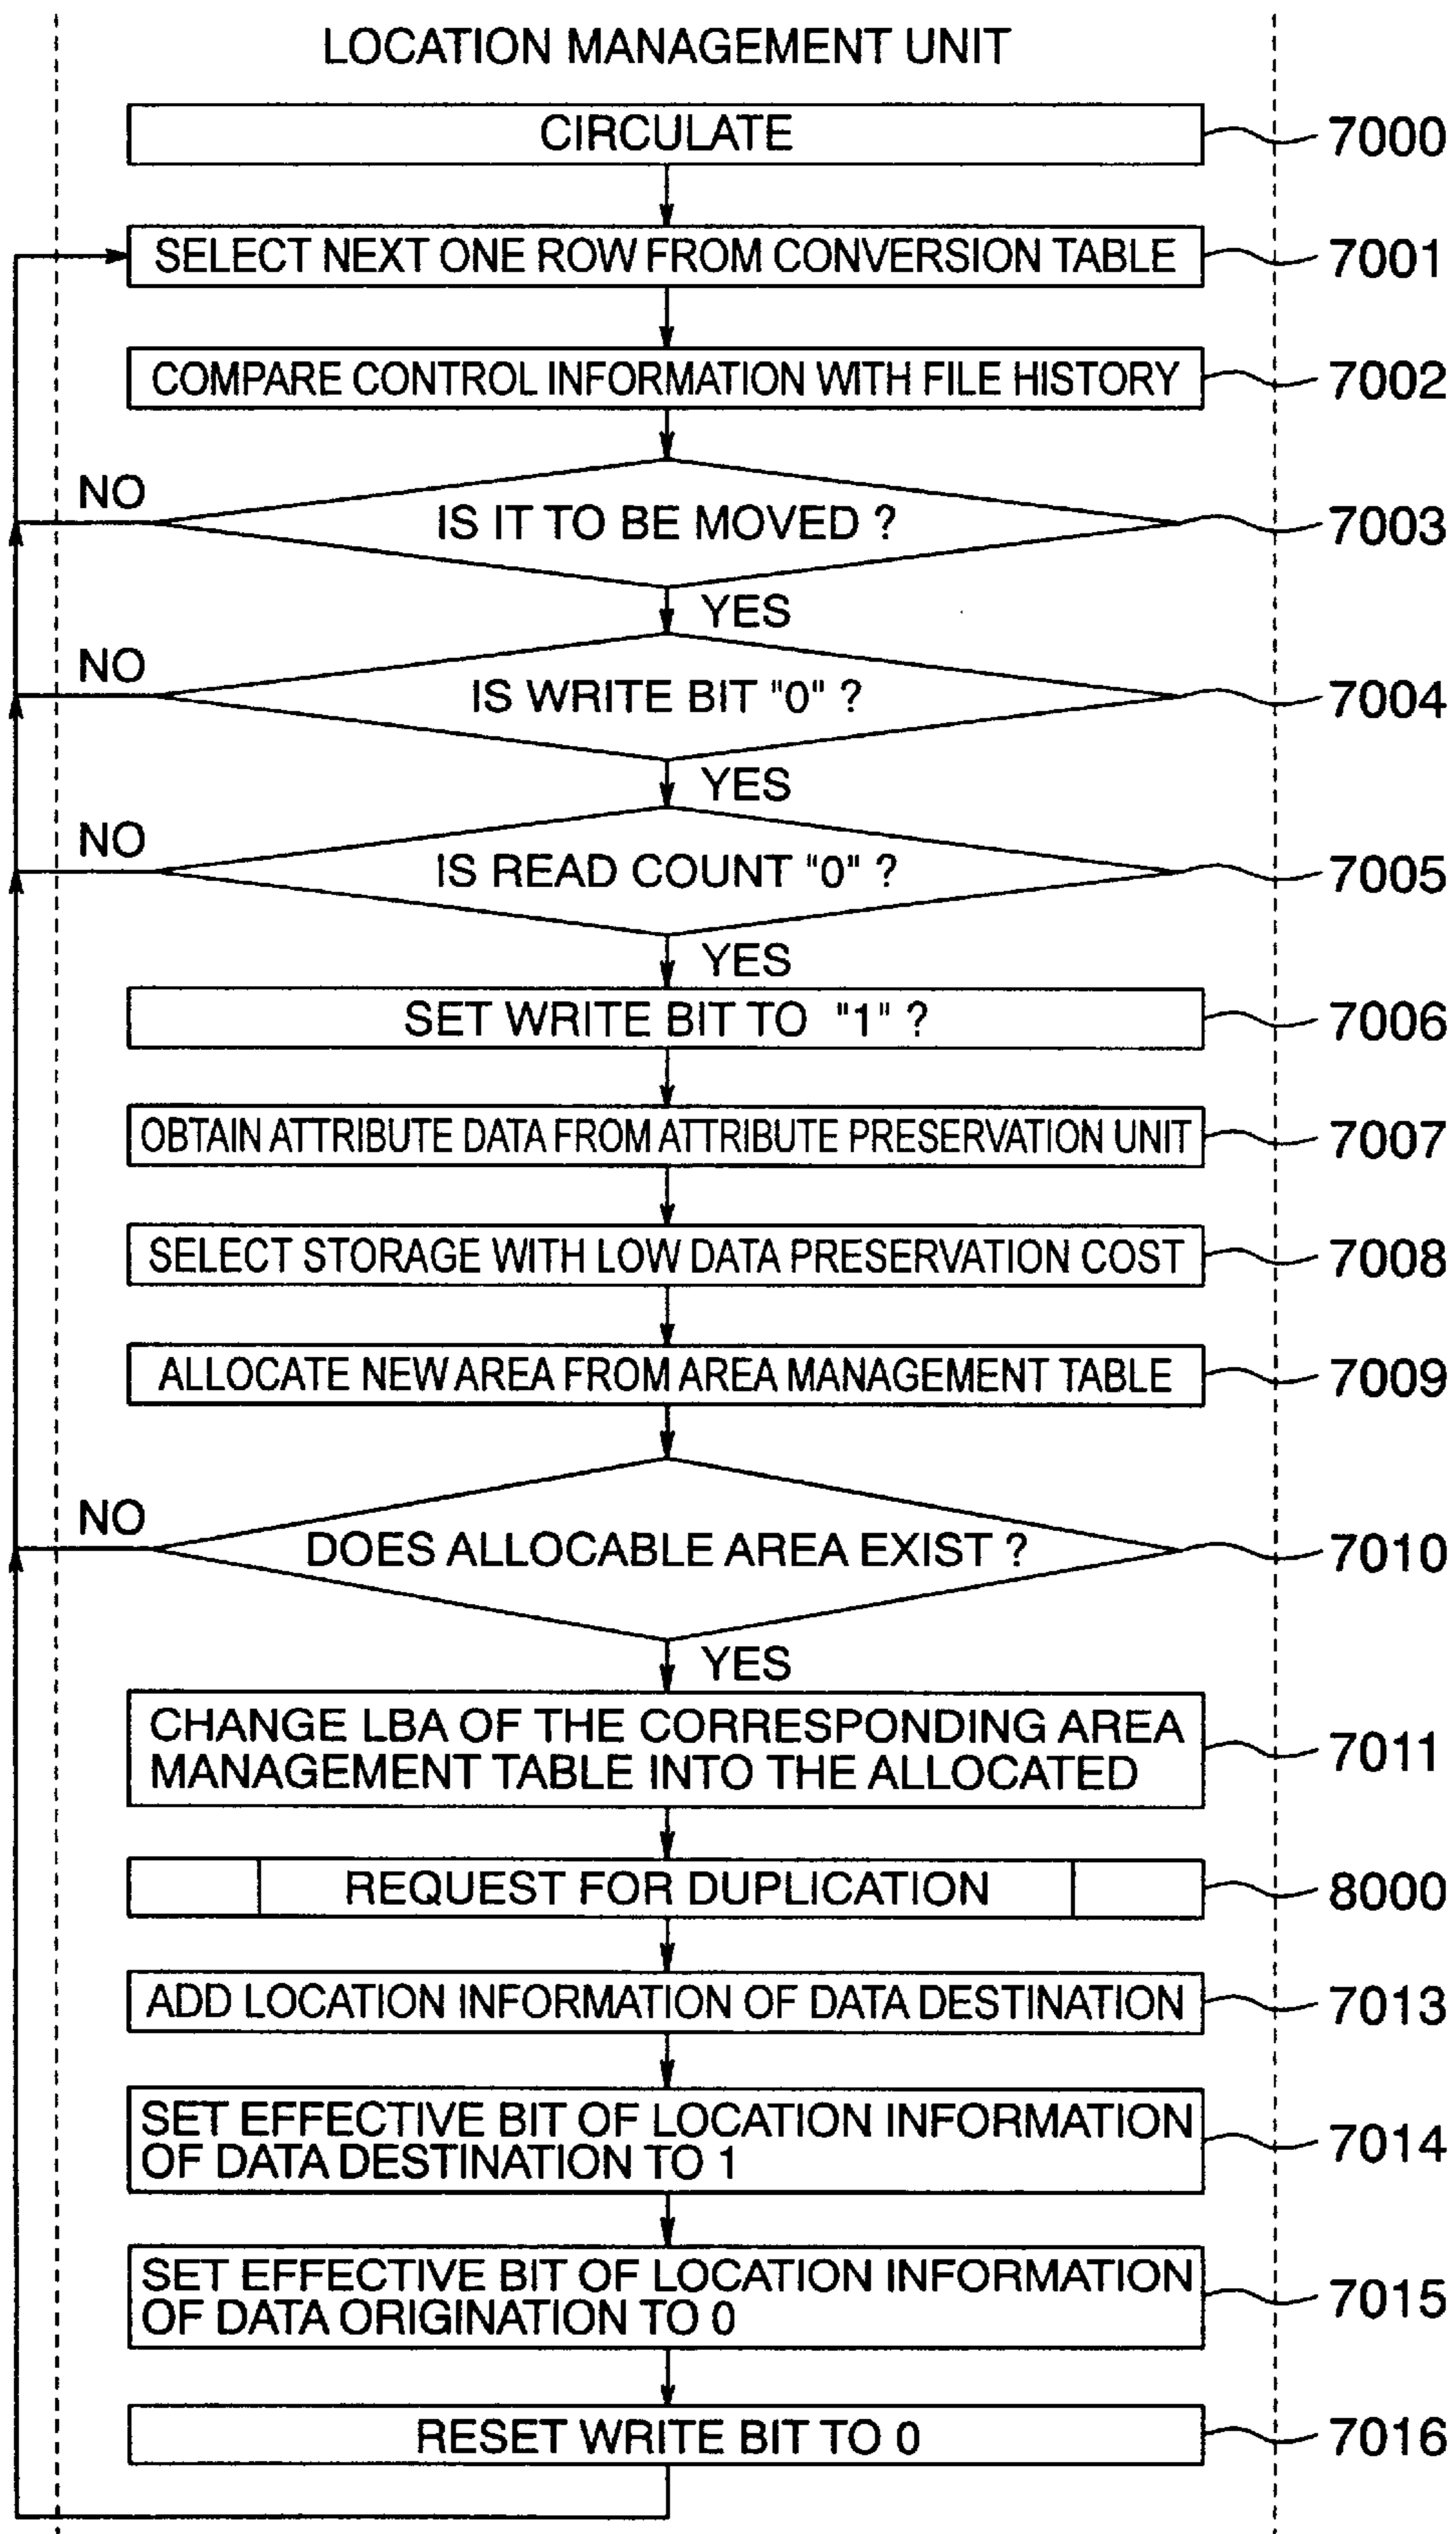 LOCATION MANAGEMENT UNIT
CIRCULATE 7000
SELECT NEXT ONE ROW FROM CONVERSION TABLE 7001
COMPARE CONTROL INFORMATION WITH FILE HISTORY 7002
NO
IS IT TO BE MOVED ? 7003
YES
NO
IS WRITE BIT "0" ? 7004
YES
NO
IS READ COUNT "0" ? 7005
YES
SET WRITE BIT TO "1" ? 7006
OBTAIN ATTRIBUTE DATA FROM ATTRIBUTE PRESERVATION UNIT 7007
SELECT STORAGE WITH LOW DATA PRESERVATION COST 7008
ALLOCATE NEW AREA FROM AREA MANAGEMENT TABLE 7009
NO
DOES ALLOCABLE AREA EXIST ? 7010
YES
CHANGE LBA OF THE CORRESPONDING AREA
MANAGEMENT TABLE INTO THE ALLOCATED 7011
REQUEST FOR DUPLICATION 8000
ADD LOCATION INFORMATION OF DATA DESTINATION 7013
SET EFFECTIVE BIT OF LOCATION INFORMATION
OF DATA DESTINATION TO 1 7014
SET EFFECTIVE BIT OF LOCATION INFORMATION
OF DATA ORIGINATION TO 0 7015
RESET WRITE BIT TO 0 7016